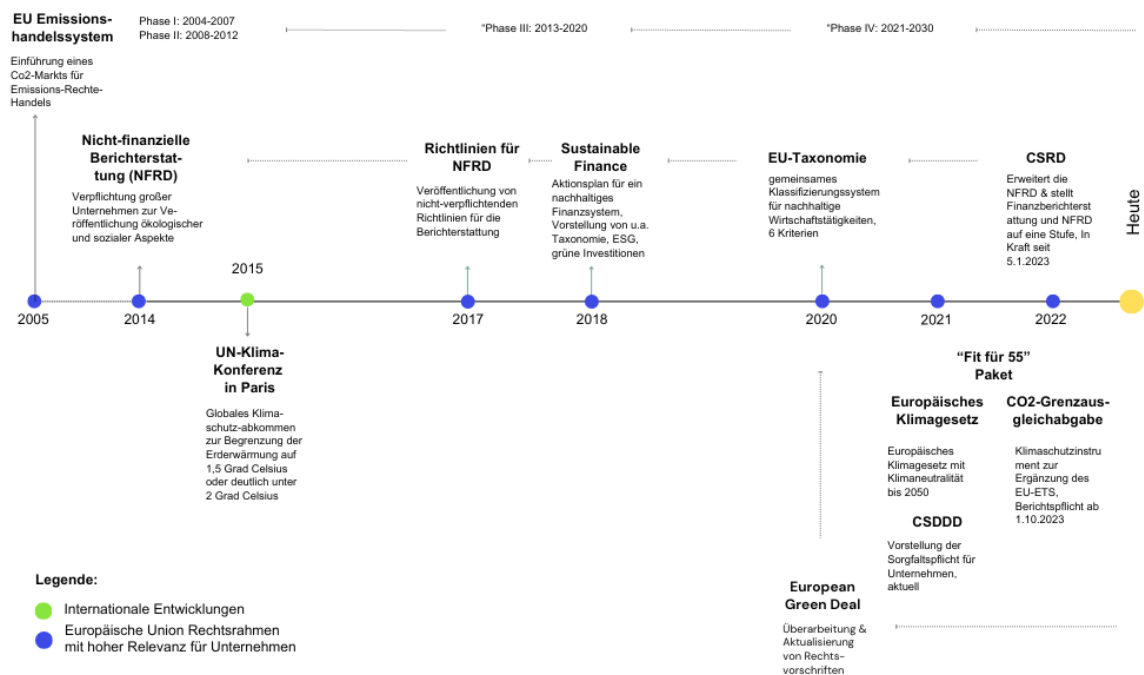 EU Emissions-
handelssystem
Einführung eines
Co2-Markts für
Emissions-Rechte-
Handels
Phase I: 2004-2007
Phase II: 2008-2012
°Phase III: 2013-2020
°Phase IV: 2021-2030
Nicht-finanzielle
Berichterstat-
tung (NFRD)
Verpflichtung großer
Unternehmen zur Ve-
röffentlichung ökologischer
und sozialer Aspekte
Richtlinien für
NFRD
Veröffentlichung von
nicht-verpflichtenden
Richtlinien für die
Berichterstattung
Sustainable
Finance
Aktionsplan für ein
nachhaltiges
Finanzsystem,
Vorstellung von u.a.
Taxonomie, ESG,
grüne Investitionen
EU-Taxonomie
gemeinsames
Klassifizierungssystem
für nachhaltige
Wirtschaftstätigkeiten,
6 Kriterien
CSRD
Erweitert die
NFRD & stellt
Finanzberichterst
attung und NFRD
auf eine Stufe, In
Kraft seit
5.1.2023
Heute
2005
2014
2015
2017
2018
2020
2021
2022
UN-Klima-
Konferenz
in Paris
Globales Klima-
schutz-abkommen
zur Begrenzung der
Erderwärmung auf
1,5 Grad Celsius
oder deutlich unter
2 Grad Celsius
“Fit für 55”
Paket
Europäisches
Klimagesetz
Europäisches
Klimagesetz mit
Klimaneutralität
bis 2050
CO2-Grenzaus-
gleichabgabe
Klimaschutzinstru
ment zur
Ergänzung des
EU-ETS,
Berichtspflicht ab
1.10.2023
CSDDD
Vorstellung der
Sorgfaltspflicht für
Unternehmen,
aktuell
European
Green Deal
Überarbeitung &
Aktualisierung
von Rechts-
vorschriften
Legende:
Internationale Entwicklungen
Europäische Union Rechtsrahmen
mit hoher Relevanz für Unternehmen